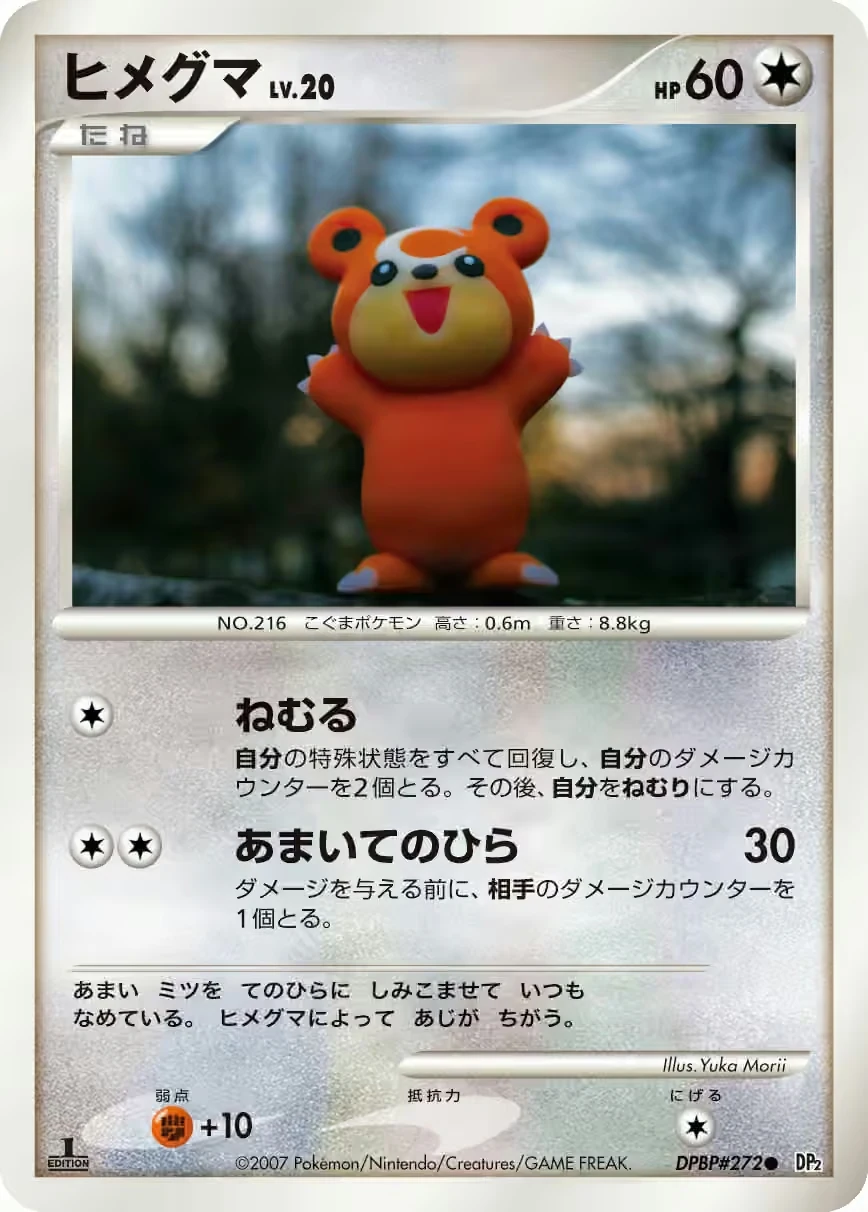 ヒメグマ LV.20 HP 60
たね
NO.216 こぐまポケモン 高さ：0.6m 重さ：8.8kg
ねむる
自分の特殊状態をすべて回復し、自分のダメージカ
ウンターを2個とる。その後、自分をねむりにする。
あまいてのひら 30
ダメージを与える前に、相手のダメージカウンターを
1個とる。
あまい ミツを てのひらに しみこませて いつも
なめている。 ヒメグマによって あじが ちがう。
Illus. Yuka Morii
弱点 抵抗力 にげる
+10
1 EDITION ©2007 Pokémon/Nintendo/Creatures/GAME FREAK. DPBP#272● DP2